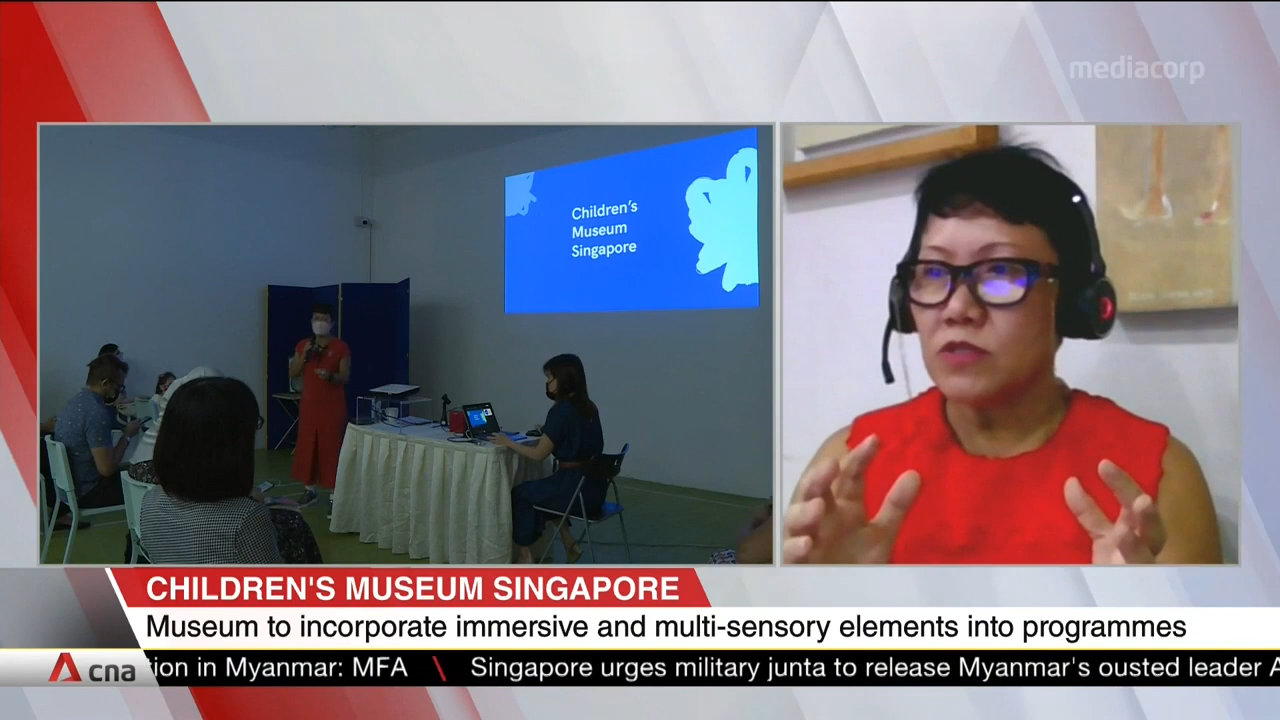 mediacorp
Children's
Museum
Singapore
CHILDREN'S MUSEUM SINGAPORE
Museum to incorporate immersive and multi-sensory elements into programmes
cna
tion in Myanmar: MFA \ Singapore urges military junta to release Myanmar's ousted leader A